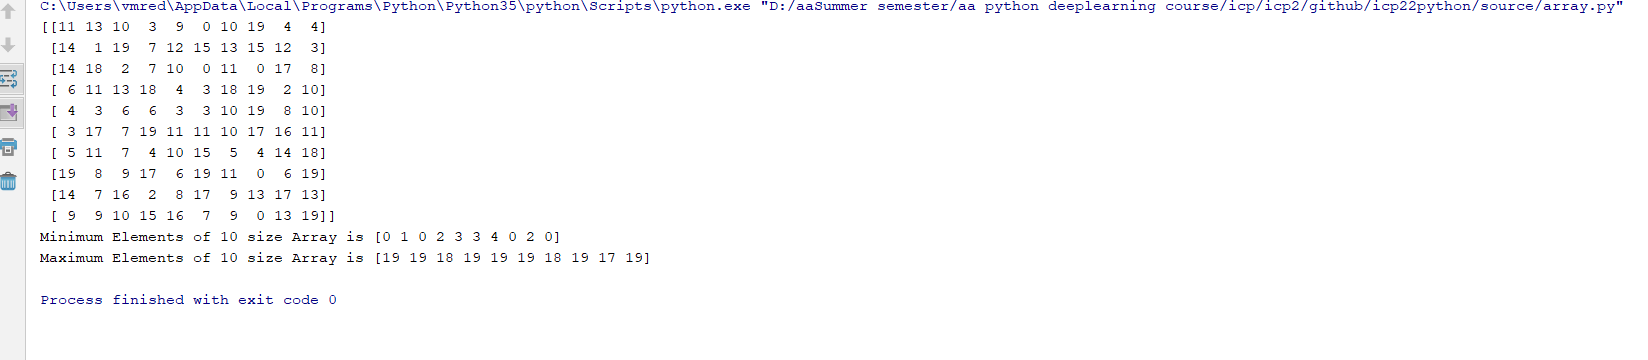 C:\Users\vmred\AppData\Local\Programs\Python\Python35\python\Scripts\python.exe "D:/aaSummer semester/aa python deeplearning course/icp/icp2/github/icp22python/source/array.py"
[[11 13 10  3  9  0 10 19  4  4]
 [14  1 19  7 12 15 13 15 12  3]
 [14 18  2  7 10  0 11  0 17  8]
 [ 6 11 13 18  4  3 18 19  2 10]
 [ 4  3  6  6  3  3 10 19  8 10]
 [ 3 17  7 19 11 11 10 17 16 11]
 [ 5 11  7  4 10 15  5  4 14 18]
 [19  8  9 17  6 19 11  0  6 19]
 [14  7 16  2  8 17  9 13 17 13]
 [ 9  9 10 15 16  7  9  0 13 19]]
Minimum Elements of 10 size Array is [0 1 0 2 3 3 4 0 2 0]
Maximum Elements of 10 size Array is [19 19 18 19 19 19 18 19 17 19]
Process finished with exit code 0